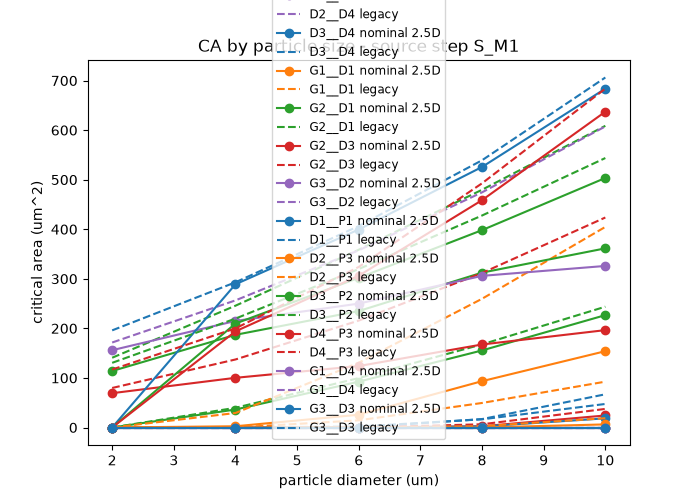 D2__D4 legacy
D3__D4 nominal 2.5D
CA by particle size - source step S_M1
D3__D4 legacy
G1__D1 nominal 2.5D
G1__D1 legacy
G2__D1 nominal 2.5D
G2__D1 legacy
G2__D3 nominal 2.5D
G2__D3 legacy
G3__D2 nominal 2.5D
G3__D2 legacy
D1__P1 nominal 2.5D
D1__P1 legacy
D2__P3 nominal 2.5D
D2__P3 legacy
D3__P2 nominal 2.5D
D3__P2 legacy
D4__P3 nominal 2.5D
D4__P3 legacy
G1__D4 nominal 2.5D
G1__D4 legacy
G3__D3 nominal 2.5D
G3__D3 legacy
critical area (um^2)
700
600
500
400
300
200
100
0
2
3
4
5
6
7
8
9
10
particle diameter (um)